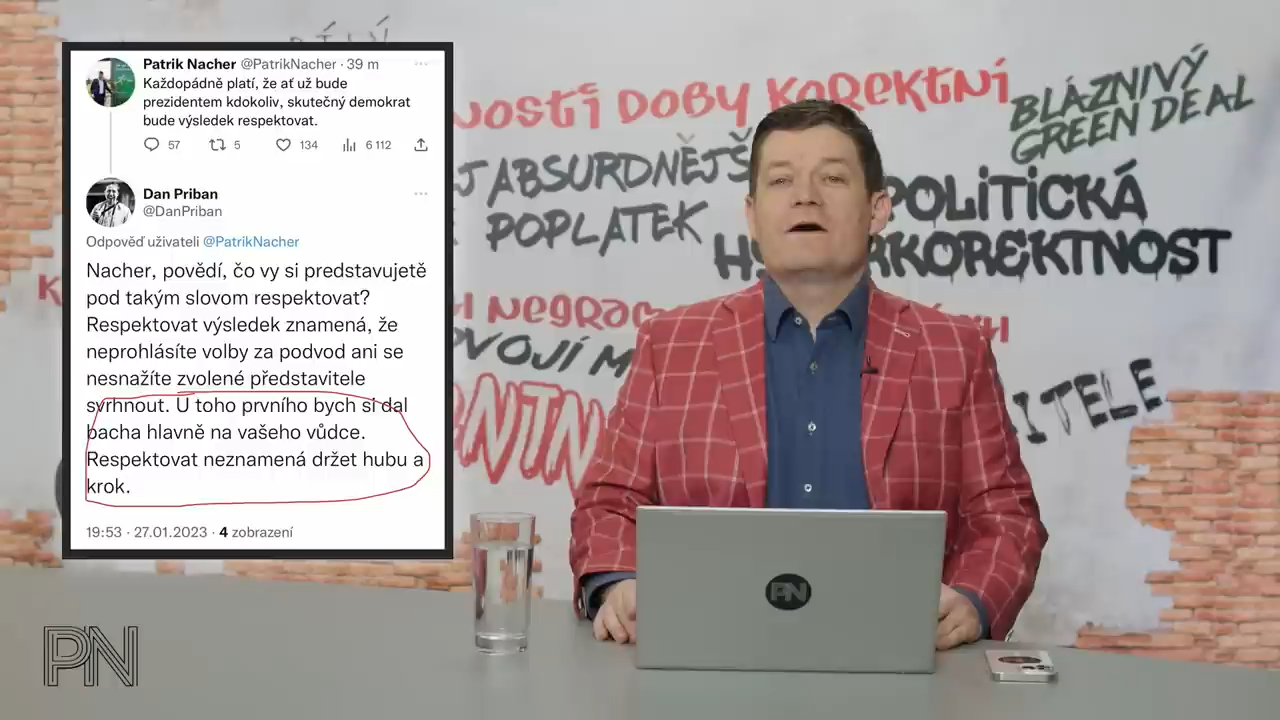 Patrik Nacher @PatrikNacher · 39 m
Každopádně platí, že ať už bude
prezidentem kdokoliv, skutečný demokrat
bude výsledek respektovat.
57 5 134 6 112
Dan Priban
@DanPriban
Odpověď uživateli @PatrikNacher
Nacher, povědí, čo vy si predstavujetě
pod takým slovom respektovat?
Respektovat výsledek znamená, že
neprohlásíte volby za podvod ani se
nesnažíte zvolené představitele
svrhnout. U toho prvního bych si dal
bacha hlavně na vašeho vůdce.
Respektovat neznamená držet hubu a
krok.
19:53 · 27.01.2023 · 4 zobrazení
DOBY KOREKTNÍ
BLÁZNIVÝ
GREEN DEAL
POPLATEK
POLITICKÁ
PN
PN